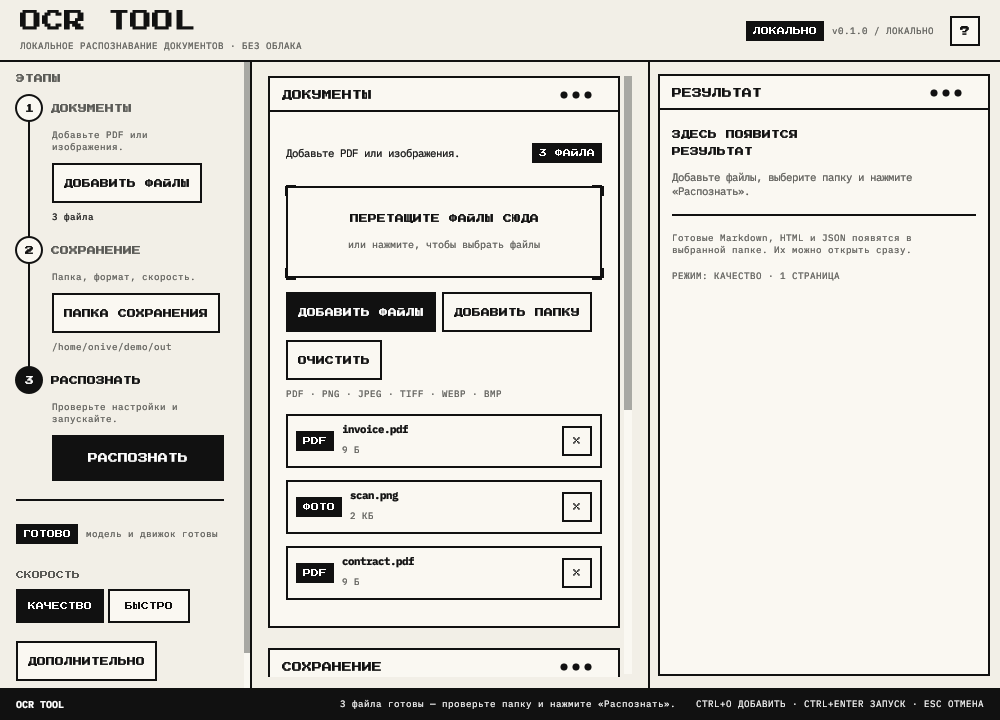 OCR TOOL
ЛОКАЛЬНОЕ РАСПОЗНАВАНИЕ ДОКУМЕНТОВ · БЕЗ ОБЛАКА
ЛОКАЛЬНО v0.1.0 / ЛОКАЛЬНО ?
ЭТАПЫ
1 ДОКУМЕНТЫ
Добавьте PDF или
изображения.
ДОБАВИТЬ ФАЙЛЫ
3 файла
2 СОХРАНЕНИЕ
Папка, формат, скорость.
ПАПКА СОХРАНЕНИЯ
/home/onive/demo/out
3 РАСПОЗНАТЬ
Проверьте настройки и
запускайте.
РАСПОЗНАТЬ
ГОТОВО модель и движок готовы
СКОРОСТЬ
КАЧЕСТВО БЫСТРО
ДОПОЛНИТЕЛЬНО
ДОКУМЕНТЫ
Добавьте PDF или изображения. 3 ФАЙЛА
ПЕРЕТАЩИТЕ ФАЙЛЫ СЮДА
или нажмите, чтобы выбрать файлы
ДОБАВИТЬ ФАЙЛЫ ДОБАВИТЬ ПАПКУ
ОЧИСТИТЬ
PDF · PNG · JPEG · TIFF · WEBP · BMP
PDF invoice.pdf
9 Б
×
ФОТО scan.png
2 КБ
×
PDF contract.pdf
9 Б
×
СОХРАНЕНИЕ
РЕЗУЛЬТАТ
ЗДЕСЬ ПОЯВИТСЯ
РЕЗУЛЬТАТ
Добавьте файлы, выберите папку и нажмите
«Распознать».
Готовые Markdown, HTML и JSON появятся в
выбранной папке. Их можно открыть сразу.
РЕЖИМ: КАЧЕСТВО · 1 СТРАНИЦА
OCR TOOL
3 файла готовы — проверьте папку и нажмите «Распознать».
CTRL+O ДОБАВИТЬ · CTRL+ENTER ЗАПУСК · ESC ОТМЕНА